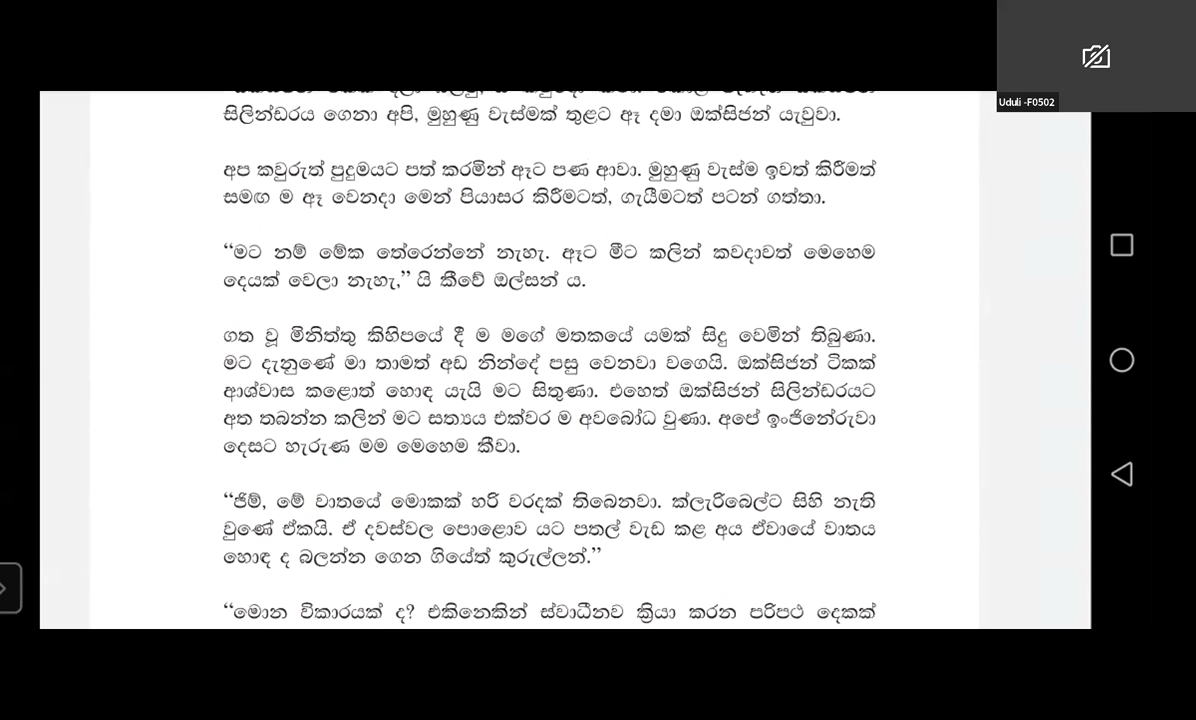 Uduli -F0502
සිලින්ඩරය ගෙනා අපි, මුහුණු වැස්මක් තුළට ඈ දමා ඔක්සිජන් යැවුවා.
අප කවුරුත් පුදුමයට පත් කරමින් ඈට පණ ආවා. මුහුණු වැස්ම ඉවත් කිරීමත්
සමඟ ම ඈ වෙනදා මෙන් පියාසර කිරීමටත්, ගැයීමටත් පටන් ගත්තා.
“මට නම් මේක තේරෙන්නේ නැහැ. ඈට මීට කලින් කවදාවත් මෙහෙම
දෙයක් වෙලා නැහැ,” යි කීවේ ඔල්සන් ය.
ගත වූ මිනිත්තු කිහිපයේ දී ම මගේ මතකයේ යමක් සිදු වෙමින් තිබුණා.
මට දැනුණේ මා තාමත් අඩ නින්දේ පසු වෙනවා වගෙයි. ඔක්සිජන් ටිකක්
ආශ්වාස කළොත් හොඳ යැයි මට සිතුණා. එහෙත් ඔක්සිජන් සිලින්ඩරයට
අත තබන්න කලින් මට සත්‍යය එක්වර ම අවබෝධ වුණා. අපේ ඉංජිනේරුවා
දෙසට හැරුණ මම මෙහෙම කීවා.
“ජිම්, මේ වාතයේ මොකක් හරි වරදක් තිබෙනවා. ක්ලැරිබෙල්ට සිහි නැති
වුණේ ඒකයි. ඒ දවස්වල පොළොව යට පතල් වැඩ කළ අය ඒවායේ වාතය
හොඳ ද බලන්න ගෙන ගියේත් කුරුල්ලන්.”
“මොන විකාරයක් ද? එකිනෙකින් ස්වාධීනව ක්‍රියා කරන පරිපථ දෙකක්